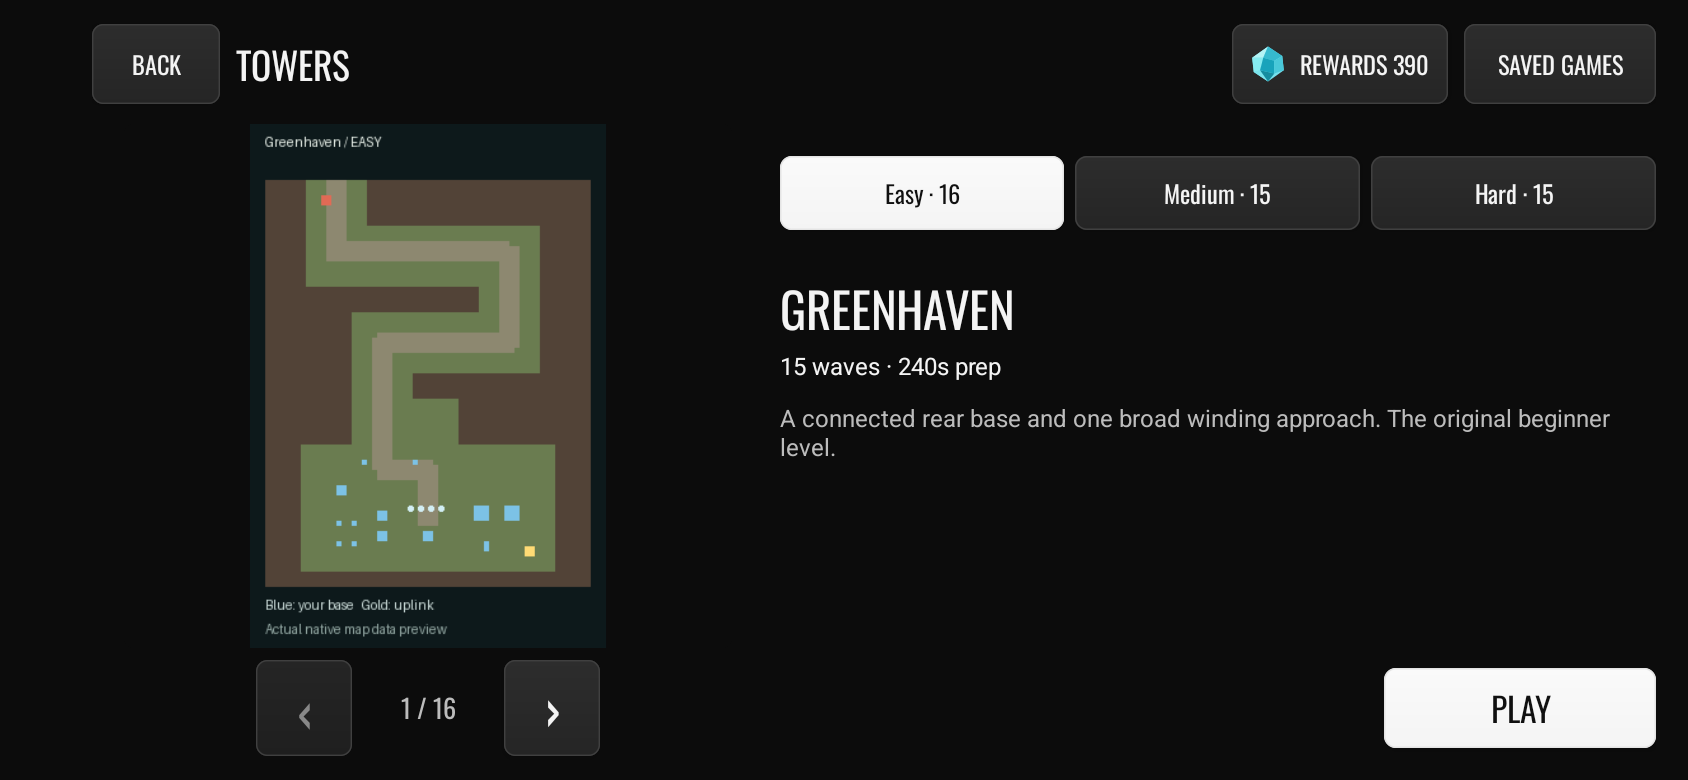 BACK
TOWERS
REWARDS 390
SAVED GAMES
Greenhaven / EASY
Blue: your base Gold: uplink
Actual native map data preview
‹
1 / 16
›
Easy · 16
Medium · 15
Hard · 15
GREENHAVEN
15 waves · 240s prep
A connected rear base and one broad winding approach. The original beginner
level.
PLAY